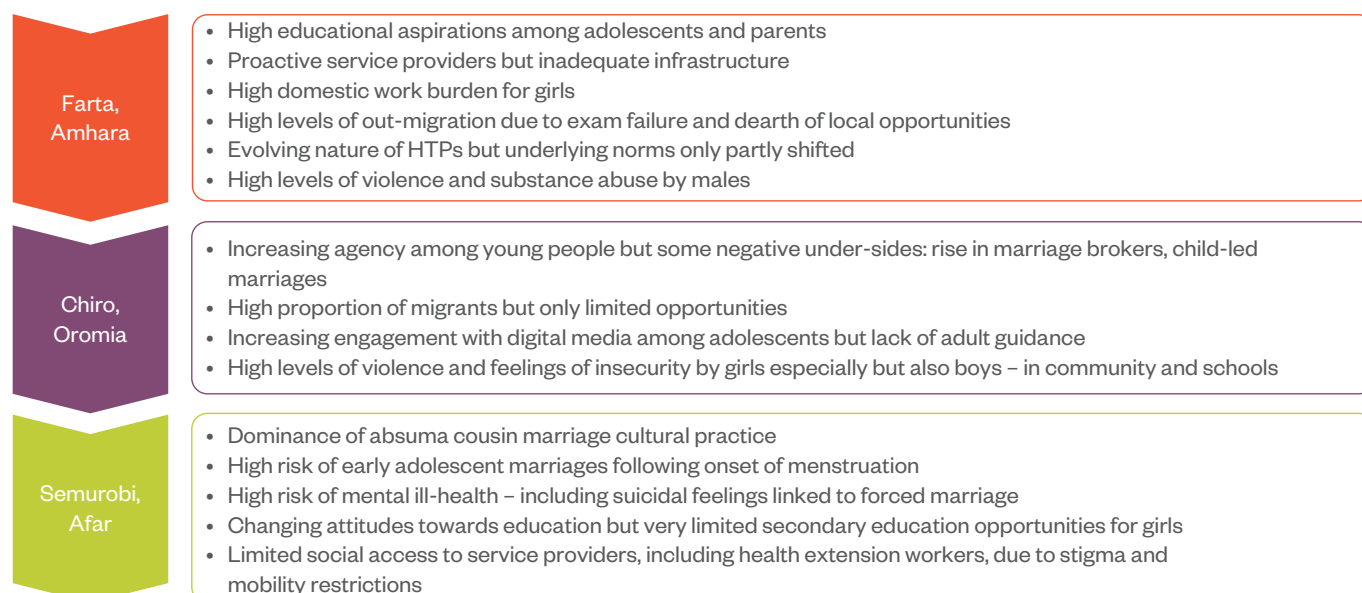 Farta,
Amhara
• High educational aspirations among adolescents and parents
• Proactive service providers but inadequate infrastructure
• High domestic work burden for girls
• High levels of out-migration due to exam failure and dearth of local opportunities
• Evolving nature of HTPs but underlying norms only partly shifted
• High levels of violence and substance abuse by males
Chiro,
Oromia
• Increasing agency among young people but some negative under-sides: rise in marriage brokers, child-led
marriages
• High proportion of migrants but only limited opportunities
• Increasing engagement with digital media among adolescents but lack of adult guidance
• High levels of violence and feelings of insecurity by girls especially but also boys – in community and schools
Semurobi,
Afar
• Dominance of absuma cousin marriage cultural practice
• High risk of early adolescent marriages following onset of menstruation
• High risk of mental ill-health – including suicidal feelings linked to forced marriage
• Changing attitudes towards education but very limited secondary education opportunities for girls
• Limited social access to service providers, including health extension workers, due to stigma and
mobility restrictions